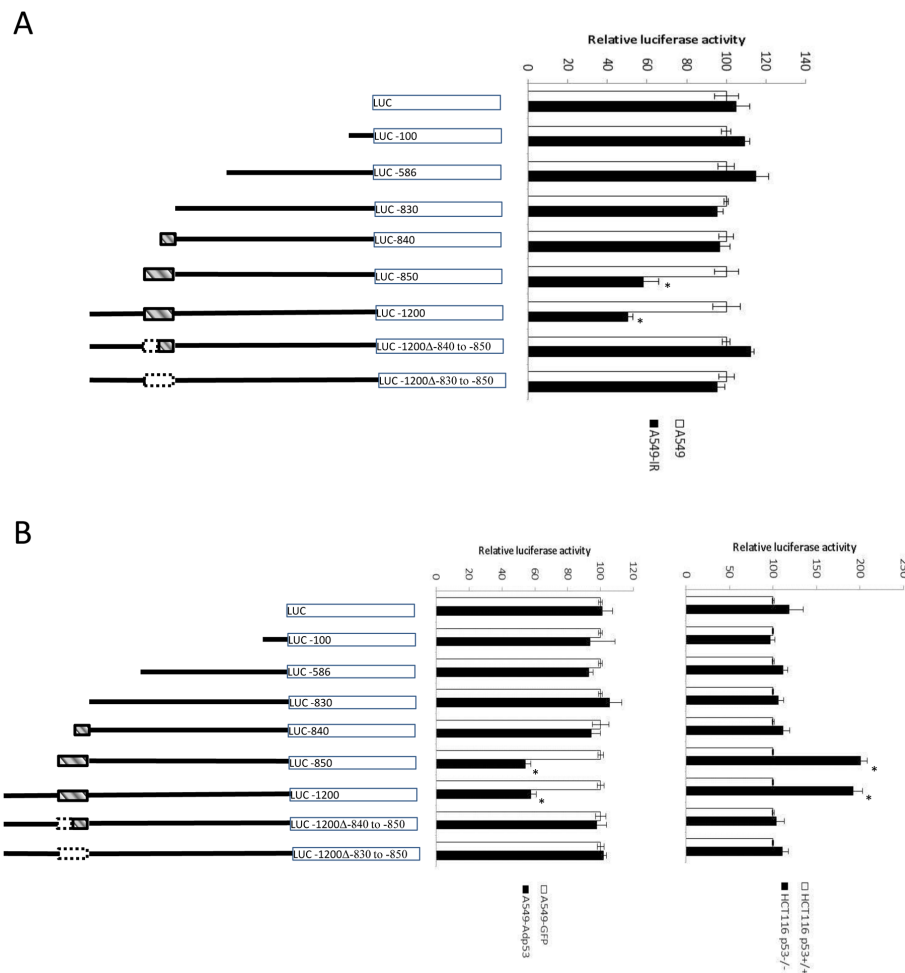 A
Relative luciferase activity
0
20
40
60
80
100
120
140
LUC
LUC -100
LUC -586
LUC -830
LUC-840
LUC -850
*
LUC -1200
*
LUC -1200Δ-840 to -850
LUC -1200Δ-830 to -850
A549
A549-IR
B
Relative luciferase activity
0
20
40
60
80
100
120
Relative luciferase activity
0
50
100
150
200
250
LUC
LUC -100
LUC -586
LUC -830
LUC-840
LUC -850
*
*
LUC -1200
*
*
LUC -1200Δ-840 to -850
LUC -1200Δ-830 to -850
A549-GFP
A549-Adp53
HCT116 p53+/+
HCT116 p53-/-